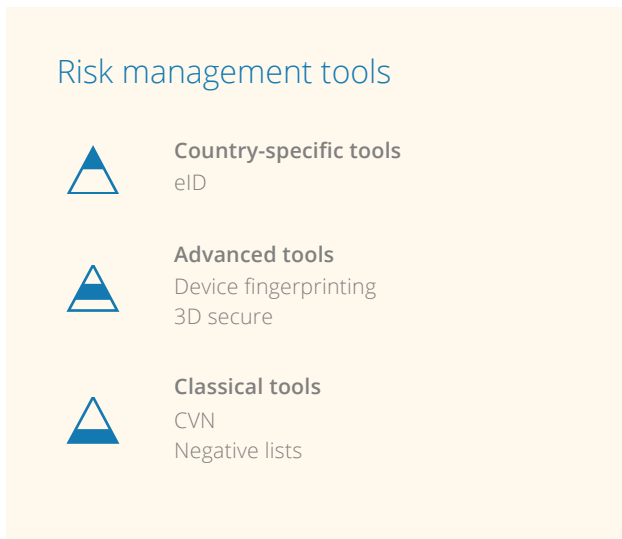 Risk management tools
Country-specific tools
eID
Advanced tools
Device fingerprinting
3D secure
Classical tools
CVN
Negative lists